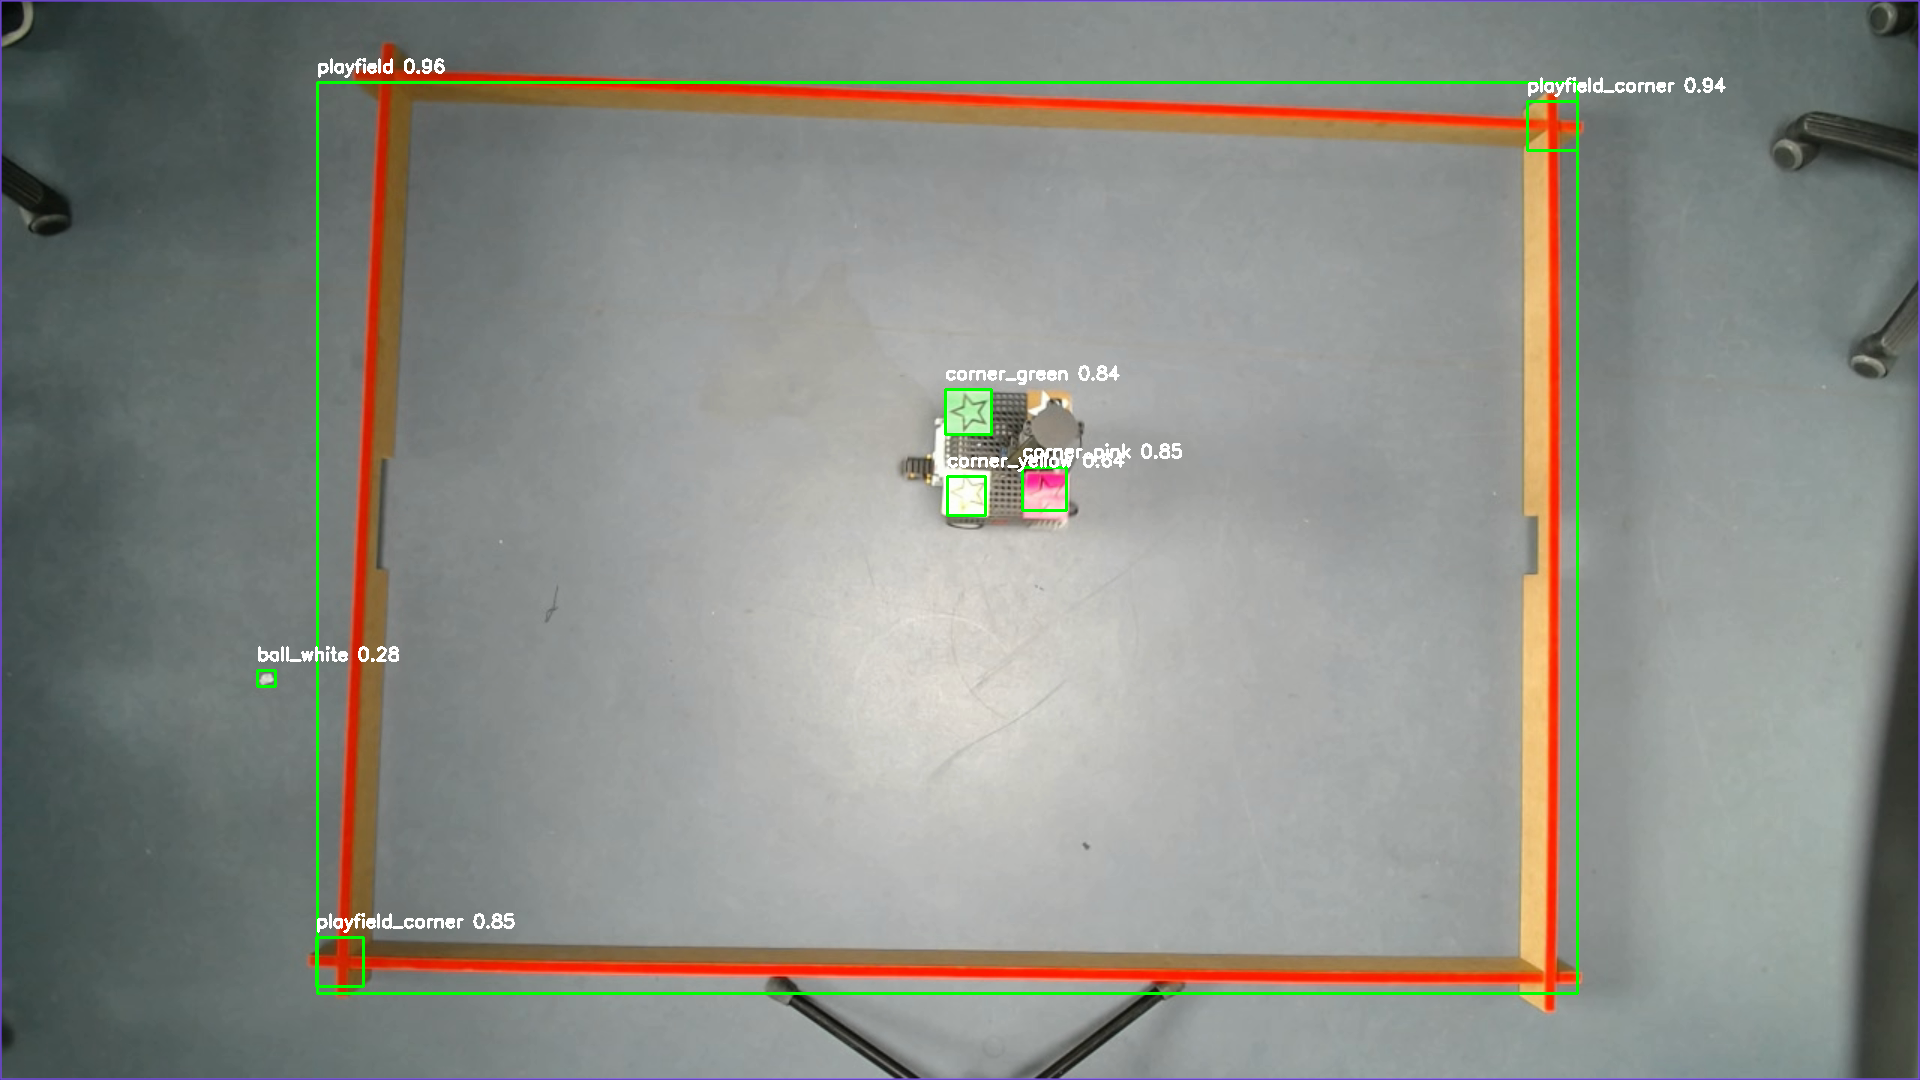 playfield 0.96
playfield_corner 0.94
corner_green 0.84
corner_pink 0.85
corner_yellow 0.64
ball_white 0.28
playfield_corner 0.85